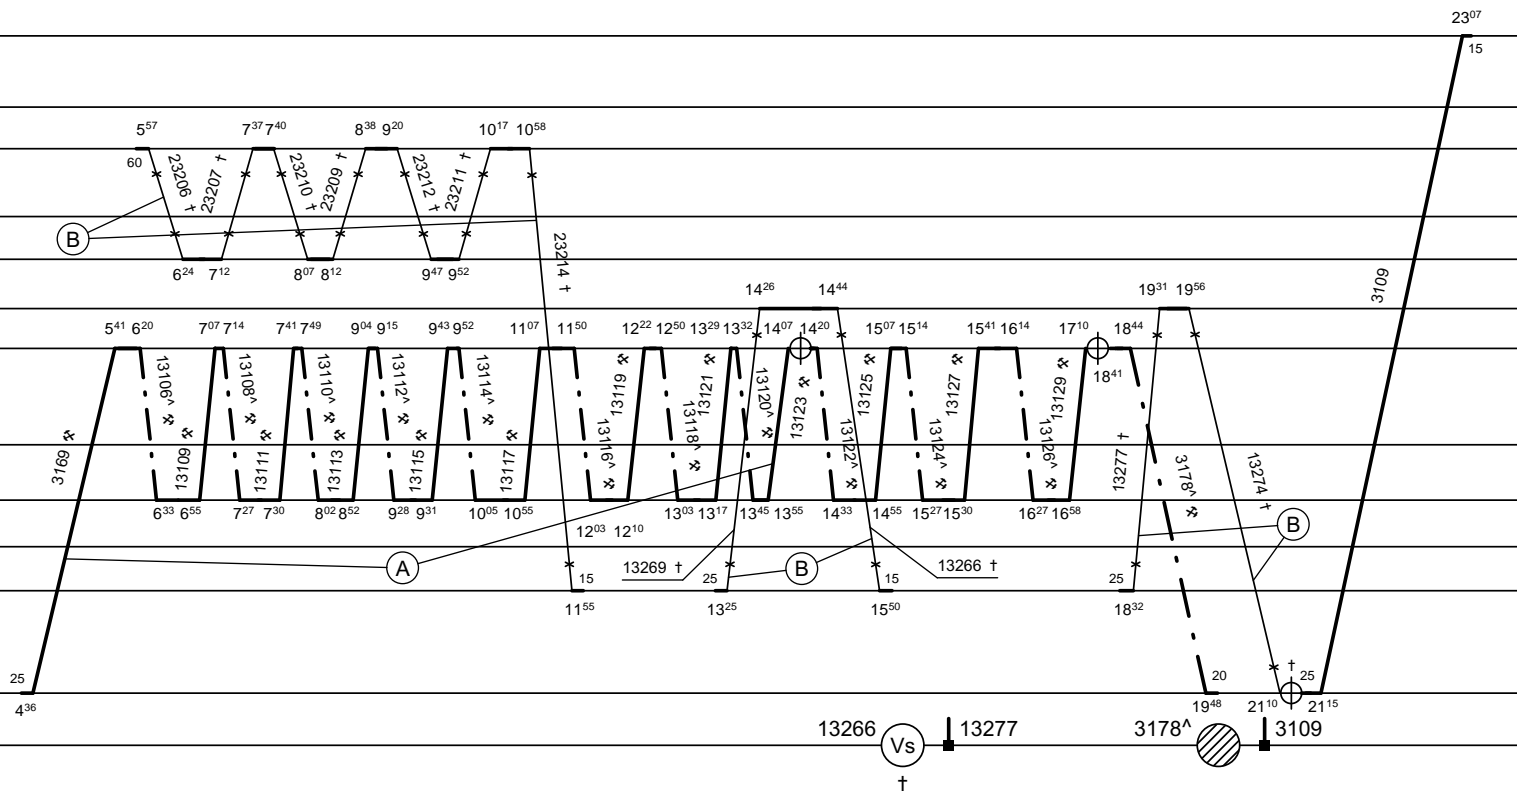 23⁰⁷
15
5⁵⁷ 7³⁷ 7⁴⁰ 8³⁸ 9²⁰ 10¹⁷ 10⁵⁸
60
23206 † 23207 † 23210 † 23209 † 23212 † 23211 †
B
23214 †
6²⁴ 7¹² 8⁰⁷ 8¹² 9⁴⁷ 9⁵²
3109
14²⁶ 14⁴⁴ 19³¹ 19⁵⁶
5⁴¹ 6²⁰ 7⁰⁷ 7¹⁴ 7⁴¹ 7⁴⁹ 9⁰⁴ 9¹⁵ 9⁴³ 9⁵² 11⁰⁷ 11⁵⁰ 12²² 12⁵⁰ 13²⁹ 13³² 14⁰⁷ 14²⁰ 15⁰⁷ 15¹⁴ 15⁴¹ 16¹⁴ 17¹⁰ 18⁴⁴
18⁴¹
3169 ⚒ 13106^ ⚒ 13109 ⚒ 13108^ ⚒ 13111 ⚒ 13110^ ⚒ 13113 ⚒ 13112^ ⚒ 13115 ⚒ 13114^ ⚒ 13117 ⚒ 13116^ ⚒ 13119 ⚒ 13118^ ⚒ 13121 ⚒ 13120^ ⚒ 13123 ⚒ 13122^ ⚒ 13125 ⚒ 13124^ ⚒ 13127 ⚒ 13126^ ⚒ 13129 ⚒ 13277 † 3178^ ⚒ 13274 †
6³³ 6⁵⁵ 7²⁷ 7³⁰ 8⁰² 8⁵² 9²⁸ 9³¹ 10⁰⁵ 10⁵⁵ 13⁰³ 13¹⁷ 13⁴⁵ 13⁵⁵ 14³³ 14⁵⁵ 15²⁷ 15³⁰ 16²⁷ 16⁵⁸
12⁰³ 12¹⁰
B
A 13269 † B 13266 †
15 25 15 25
11⁵⁵ 13²⁵ 15⁵⁰ 18³²
25 20 † 25
4³⁶ 19⁴⁸ 21¹⁰ 21¹⁵
13266 Vs 13277 3178^ 3109
†